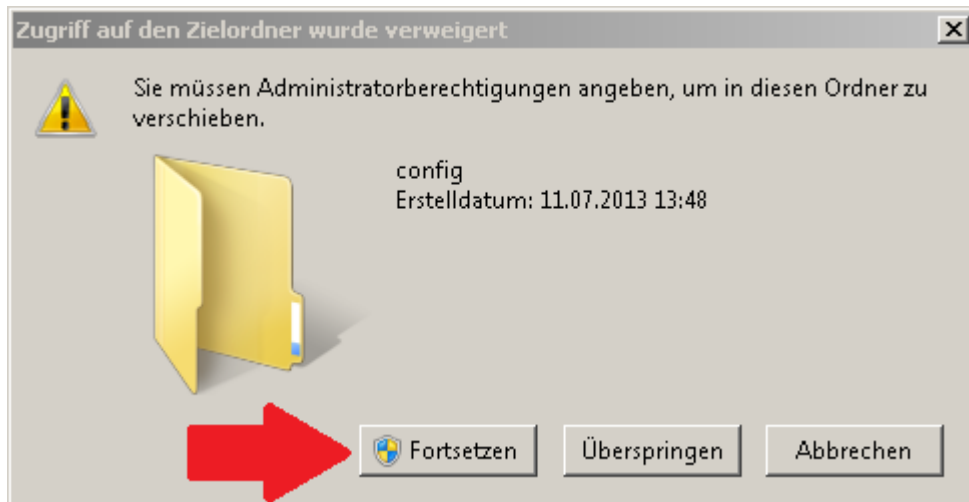 Zugriff auf den Zielordner wurde verweigert
Sie müssen Administratorberechtigungen angeben, um in diesen Ordner zu
verschieben.
config
Erstelldatum: 11.07.2013 13:48
Fortsetzen
Überspringen
Abbrechen